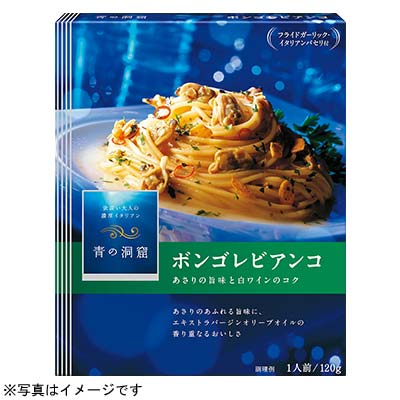 フライドガーリック・
イタリアンパセリ付
欲深い大人の
濃厚イタリアン
青の洞窟
ボンゴレビアンコ
あさりの旨味と白ワインのコク
あさりのあふれる旨味に、
エキストラバージンオリーブオイルの
香り重なるおいしさ
調理例
1人前/120g
※写真はイメージです